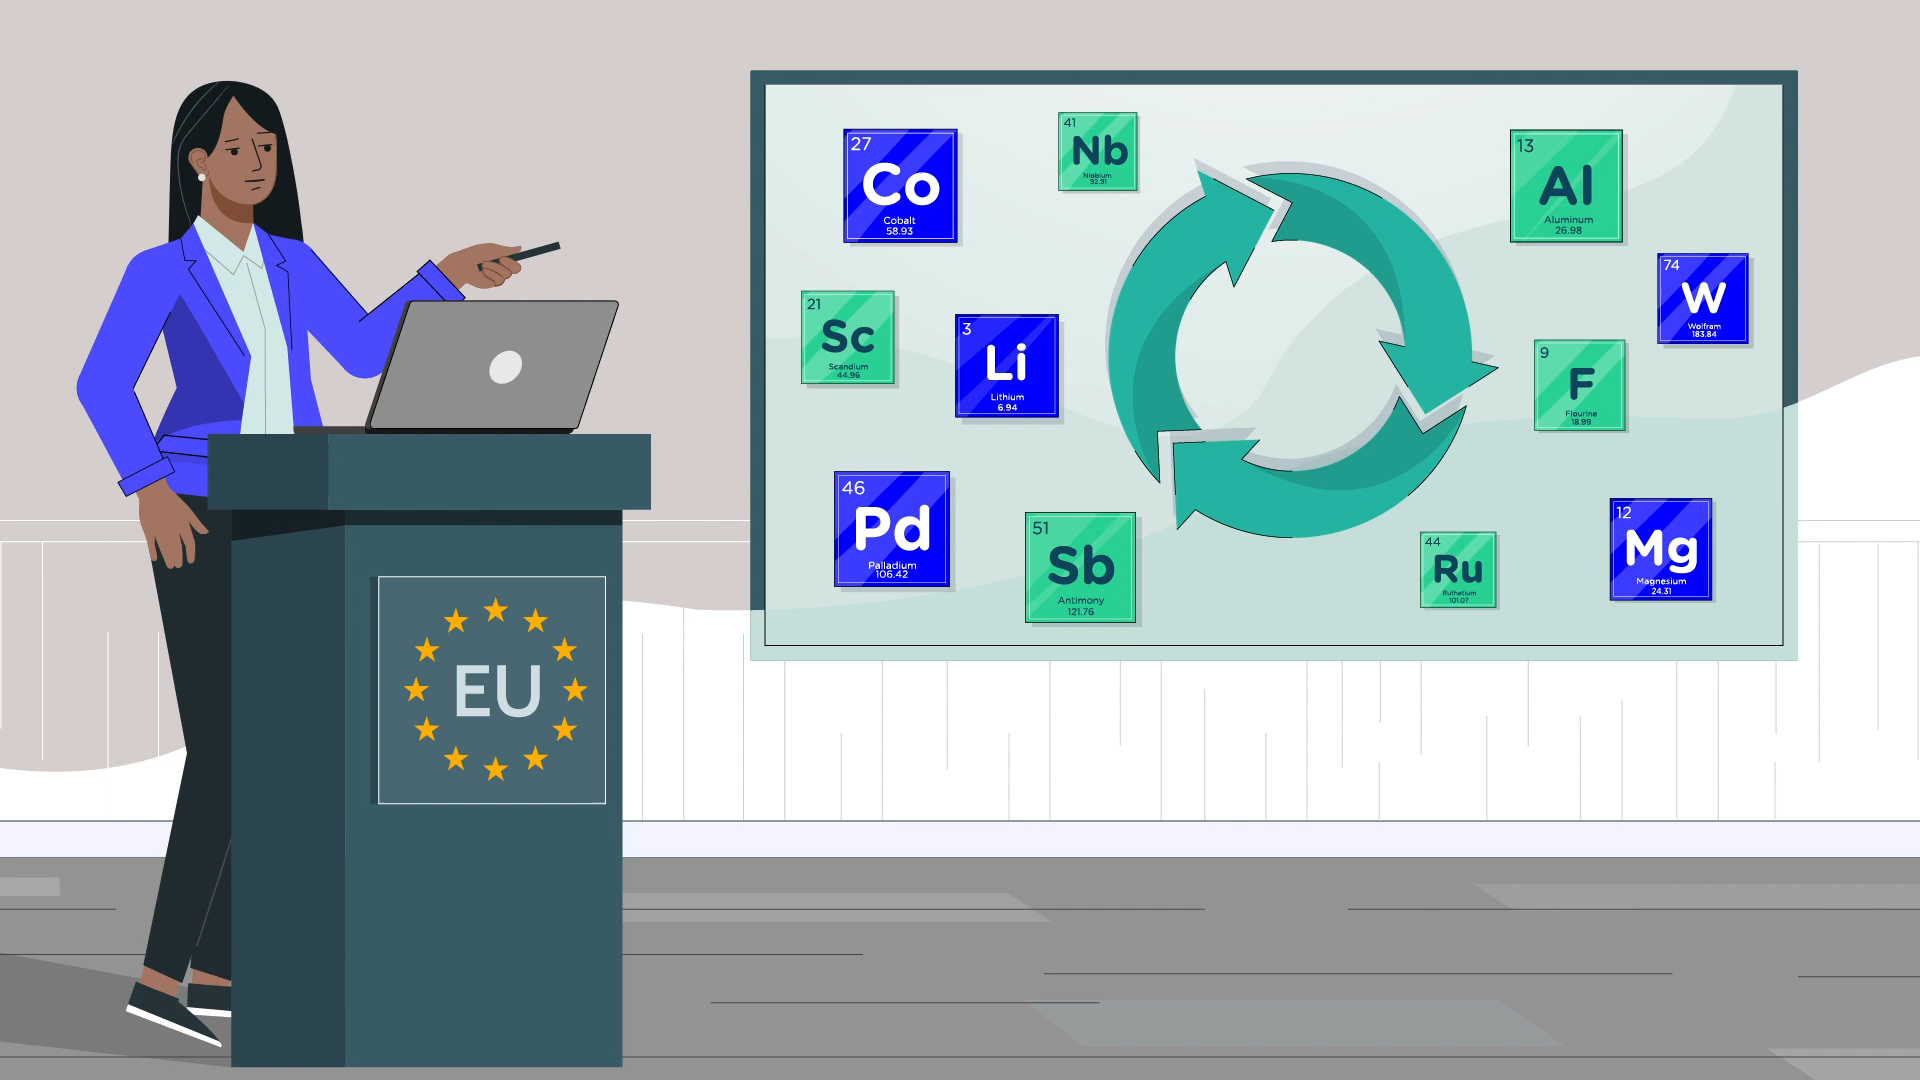 27
Co
Cobalt
58.93
41
Nb
Niobium
92.91
13
Al
Aluminum
26.98
21
Sc
Scandium
44.96
3
Li
Lithium
6.94
74
W
Wolfram
183.84
9
F
Flourine
18.99
46
Pd
Palladium
106.42
51
Sb
Antimony
121.76
44
Ru
Ruthetium
101.07
12
Mg
Magnesium
24.31
EU